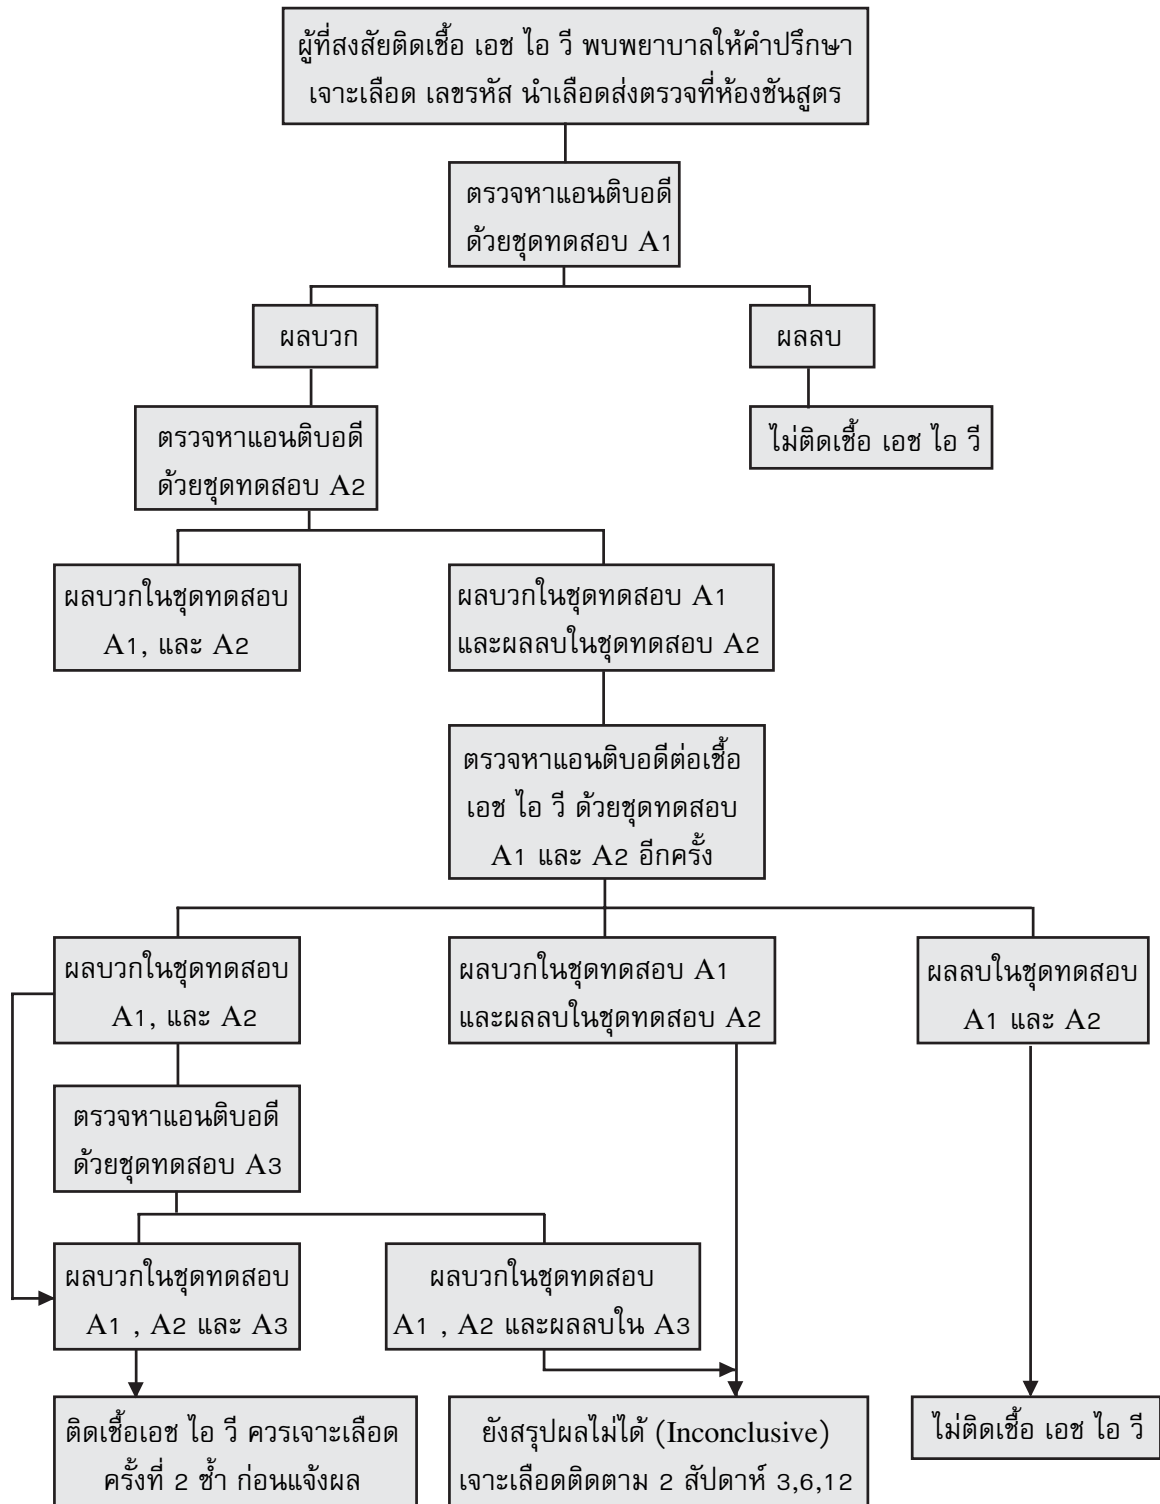 ผู้ที่สงสัยติดเชื้อ เอช ไอ วี พบพยาบาลให้คำปรึกษา
เจาะเลือด เลขรหัส นำเลือดส่งตรวจที่ห้องชันสูตร
ตรวจหาแอนติบอดี
ด้วยชุดทดสอบ A1
ผลบวก
ผลลบ
ตรวจหาแอนติบอดี
ด้วยชุดทดสอบ A2
ไม่ติดเชื้อ เอช ไอ วี
ผลบวกในชุดทดสอบ
A1, และ A2
ผลบวกในชุดทดสอบ A1
และผลลบในชุดทดสอบ A2
ตรวจหาแอนติบอดีต่อเชื้อ
เอช ไอ วี ด้วยชุดทดสอบ
A1 และ A2 อีกครั้ง
ผลบวกในชุดทดสอบ
A1, และ A2
ผลบวกในชุดทดสอบ A1
และผลลบในชุดทดสอบ A2
ผลลบในชุดทดสอบ
A1 และ A2
ตรวจหาแอนติบอดี
ด้วยชุดทดสอบ A3
ผลบวกในชุดทดสอบ
A1 , A2 และ A3
ผลบวกในชุดทดสอบ
A1 , A2 และผลลบใน A3
ติดเชื้อเอช ไอ วี ควรเจาะเลือด
ครั้งที่ 2 ซ้ำ ก่อนแจ้งผล
ยังสรุปผลไม่ได้ (Inconclusive)
เจาะเลือดติดตาม 2 สัปดาห์ 3,6,12
ไม่ติดเชื้อ เอช ไอ วี